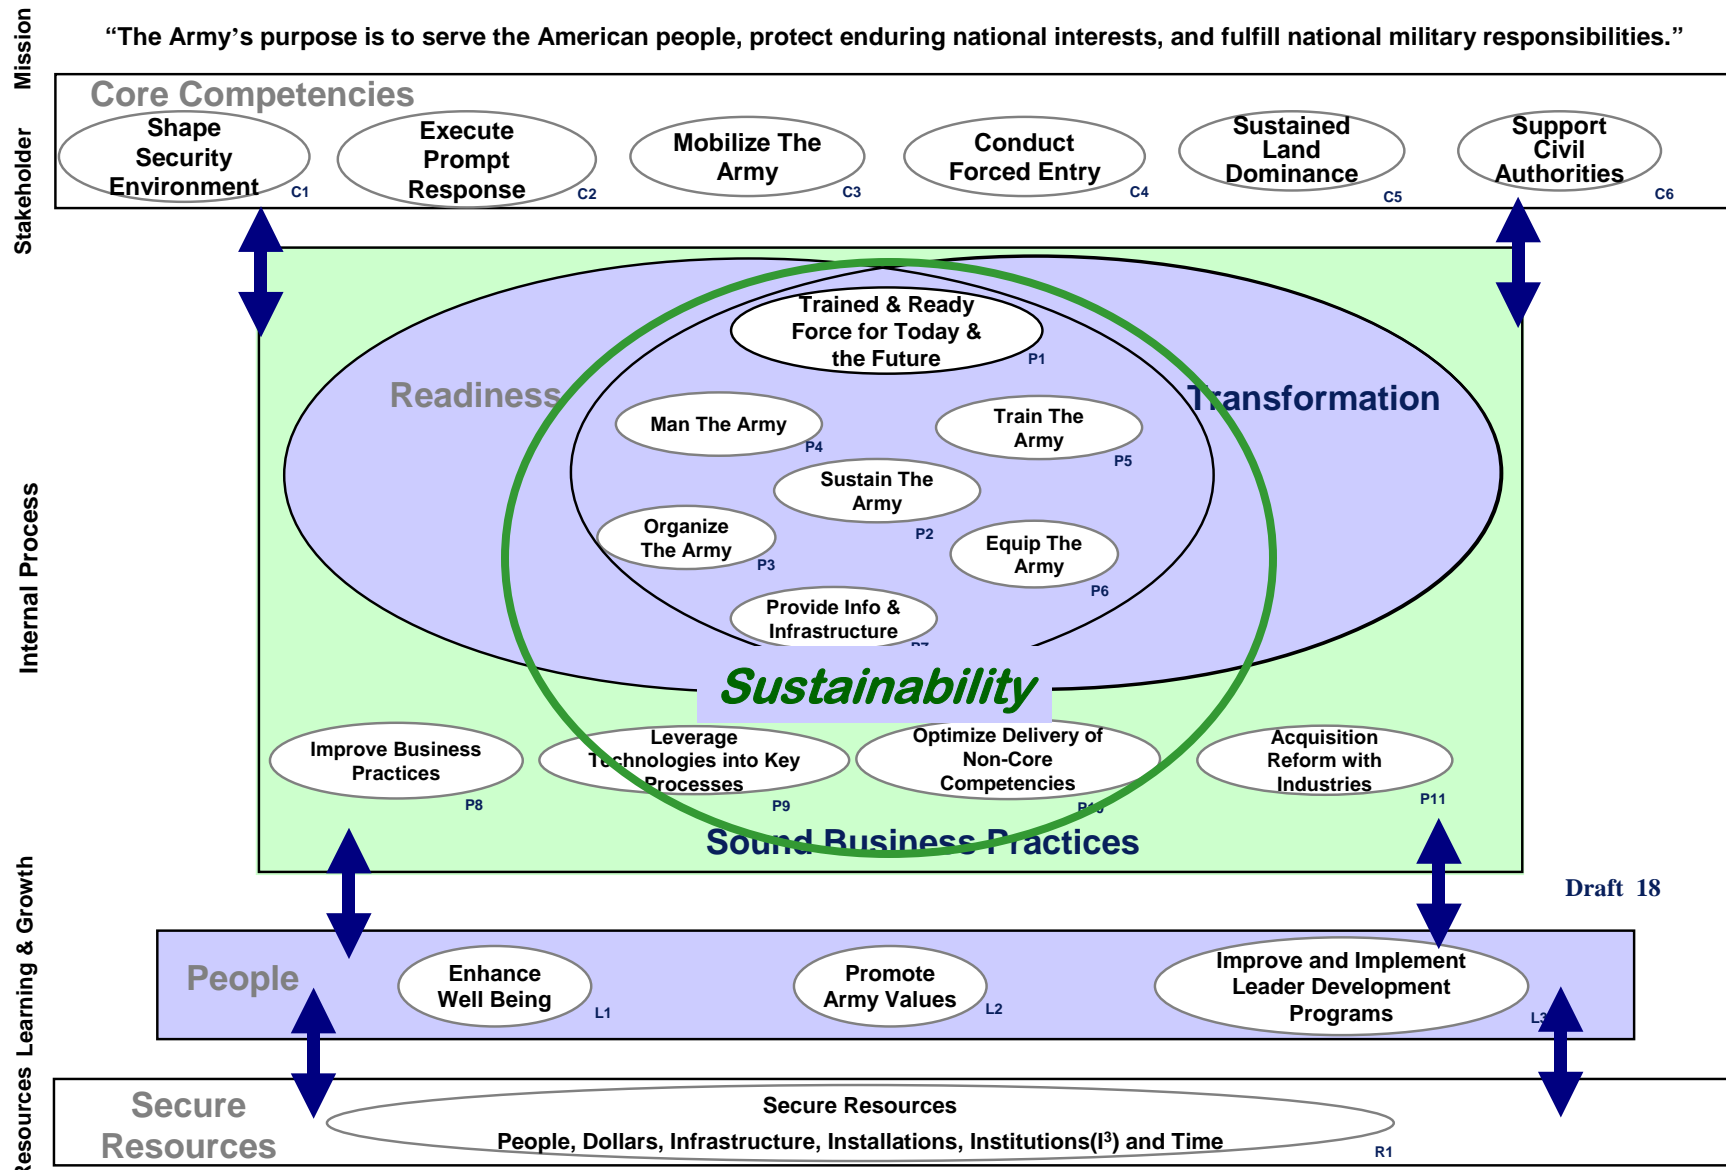 Mission
“The Army’s purpose is to serve the American people, protect enduring national interests, and fulfill national military responsibilities.”
Stakeholder
Core Competencies
Shape
Security
Environment
C1
Execute
Prompt
Response
C2
Mobilize The
Army
C3
Conduct
Forced Entry
C4
Sustained
Land
Dominance
C5
Support
Civil
Authorities
C6
Internal Process
Readiness
Transformation
Trained & Ready
Force for Today &
the Future
P1
Man The Army
P4
Train The
Army
P5
Sustain The
Army
P2
Organize
The Army
P3
Equip The
Army
P6
Provide Info &
Infrastructure
P7
Sustainability
Improve Business
Practices
P8
Leverage
Technologies into Key
Processes
P9
Optimize Delivery of
Non-Core
Competencies
P10
Acquisition
Reform with
Industries
P11
Sound Business Practices
Draft 18
Learning & Growth
People
Enhance
Well Being
L1
Promote
Army Values
L2
Improve and Implement
Leader Development
Programs
L3
Resources
Secure
Resources
Secure Resources
People, Dollars, Infrastructure, Installations, Institutions(I³) and Time
R1